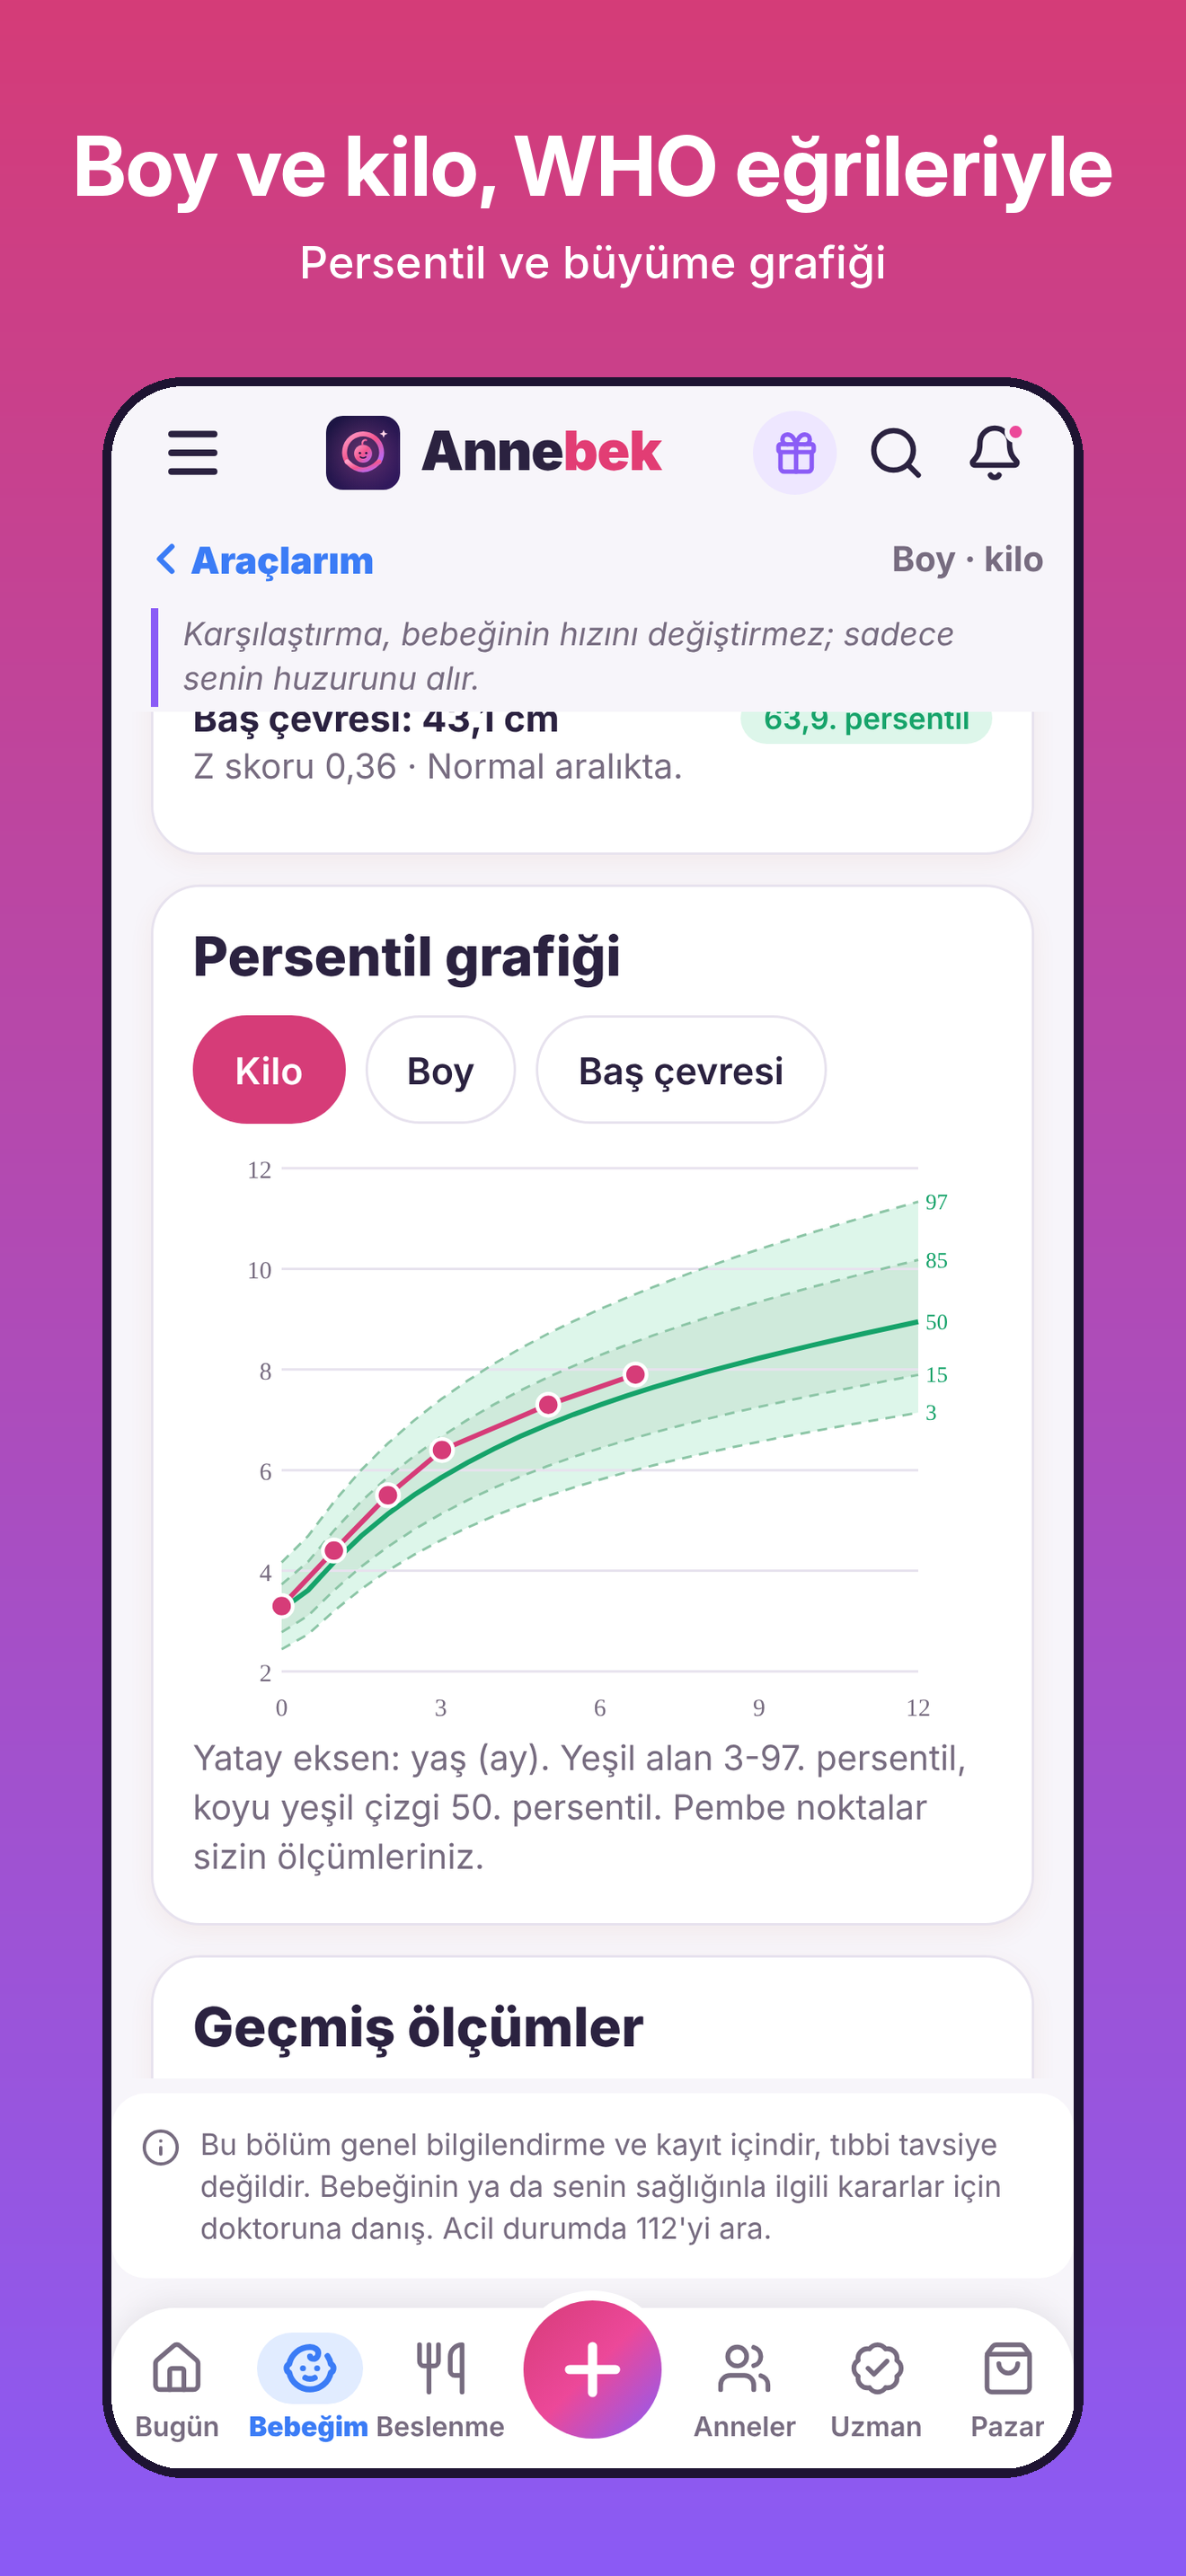 Boy ve kilo, WHO eğrileriyle
Persentil ve büyüme grafiği
Annebek
Araçlarım
Boy · kilo
Karşılaştırma, bebeğinin hızını değiştirmez; sadece
senin huzurunu alır.
Baş çevresi: 43,1 cm
63,9. persentil
Z skoru 0,36 · Normal aralıkta.
Persentil grafiği
Kilo
Boy
Baş çevresi
12
97
85
10
50
8
15
3
6
4
2
0
3
6
9
12
Yatay eksen: yaş (ay). Yeşil alan 3-97. persentil,
koyu yeşil çizgi 50. persentil. Pembe noktalar
sizin ölçümleriniz.
Geçmiş ölçümler
Bu bölüm genel bilgilendirme ve kayıt içindir, tıbbi tavsiye
değildir. Bebeğinin ya da senin sağlığınla ilgili kararlar için
doktoruna danış. Acil durumda 112'yi ara.
Bugün
Bebeğim
Beslenme
Anneler
Uzman
Pazar